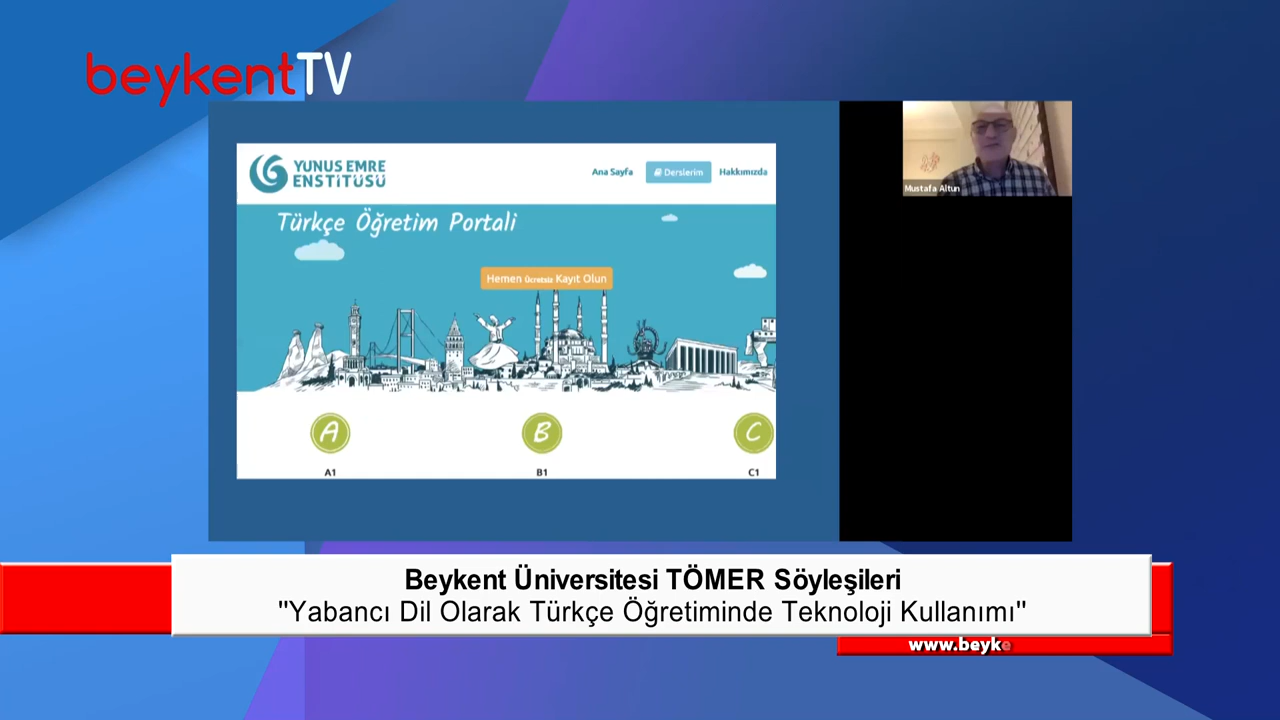 beykentTV
YUNUS EMRE
ENSTİTÜSÜ
Ana Sayfa
Derslerim
Hakkımızda
Türkçe Öğretim Portali
Hemen Ücretsiz Kayıt Olun
A
B
C
A1
B1
C1
Mustafa Altun
Beykent Üniversitesi TÖMER Söyleşileri
"Yabancı Dil Olarak Türkçe Öğretiminde Teknoloji Kullanımı"
www.beyke